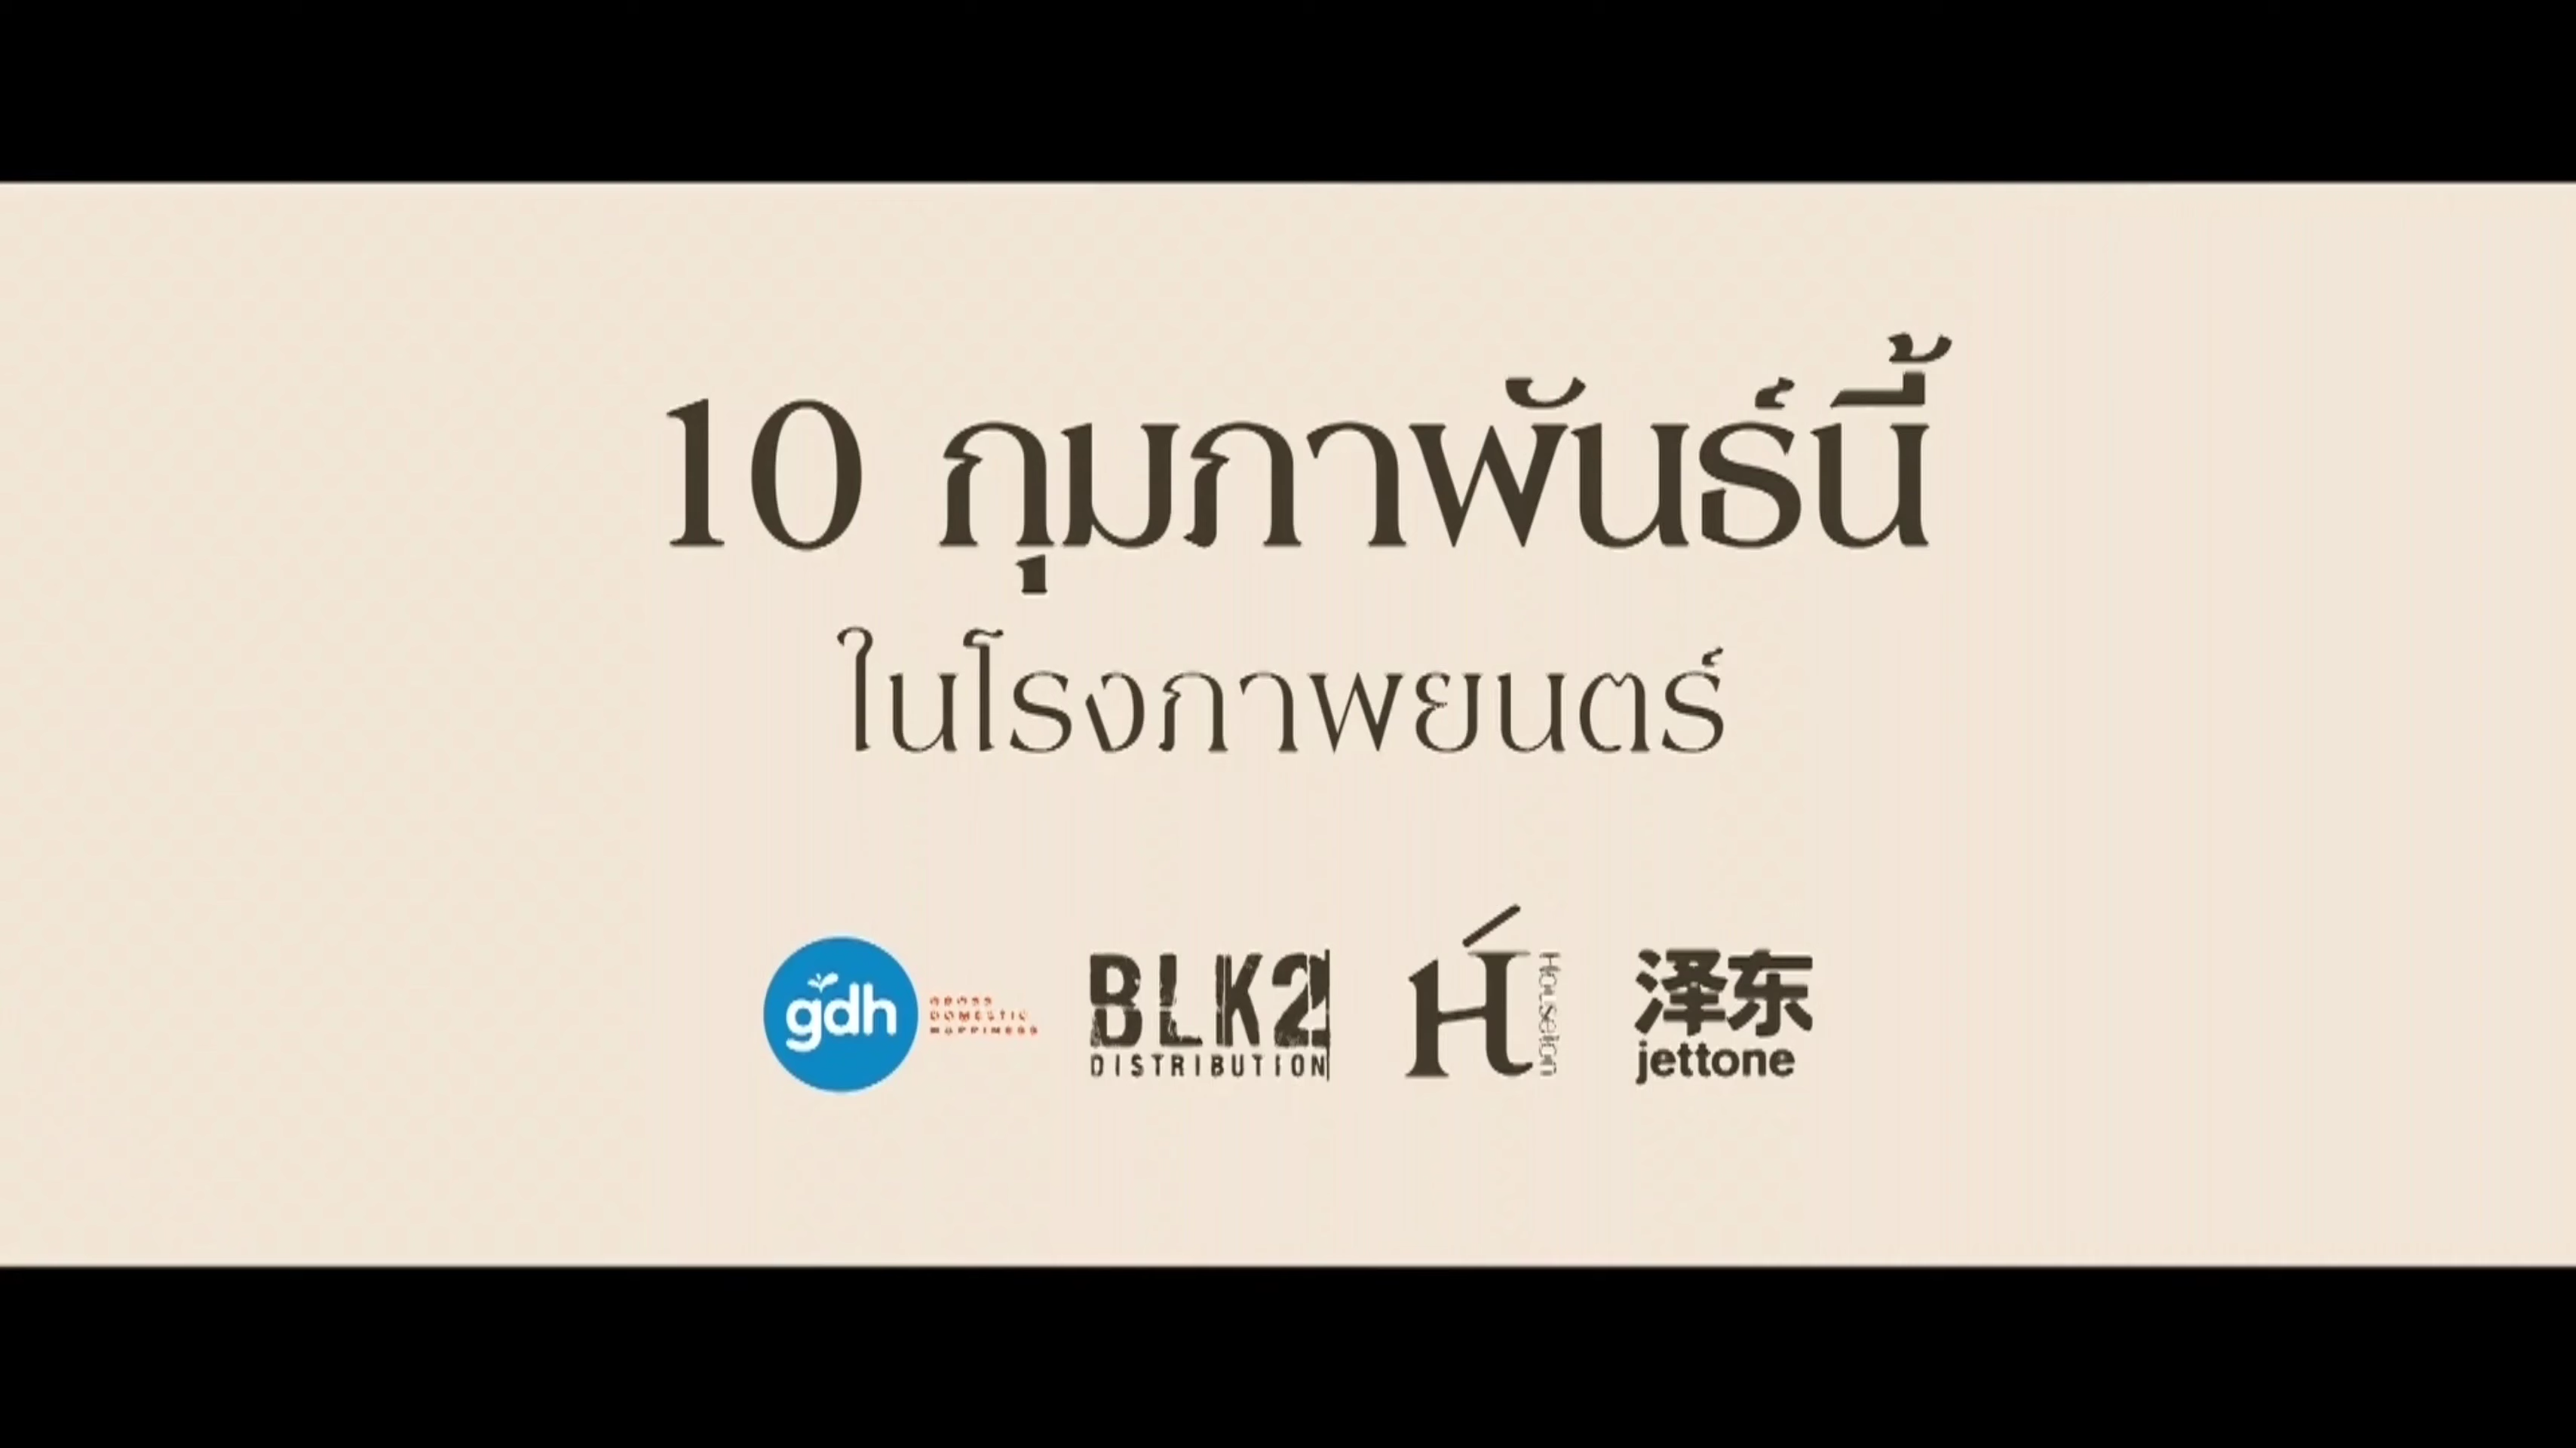 10 กุมภาพันธ์นี้
ในโรงภาพยนตร์
gdh
GROSS
DOMESTIC
HAPPINESS
BLK2
DISTRIBUTION
H
Houseton
泽东
jettone